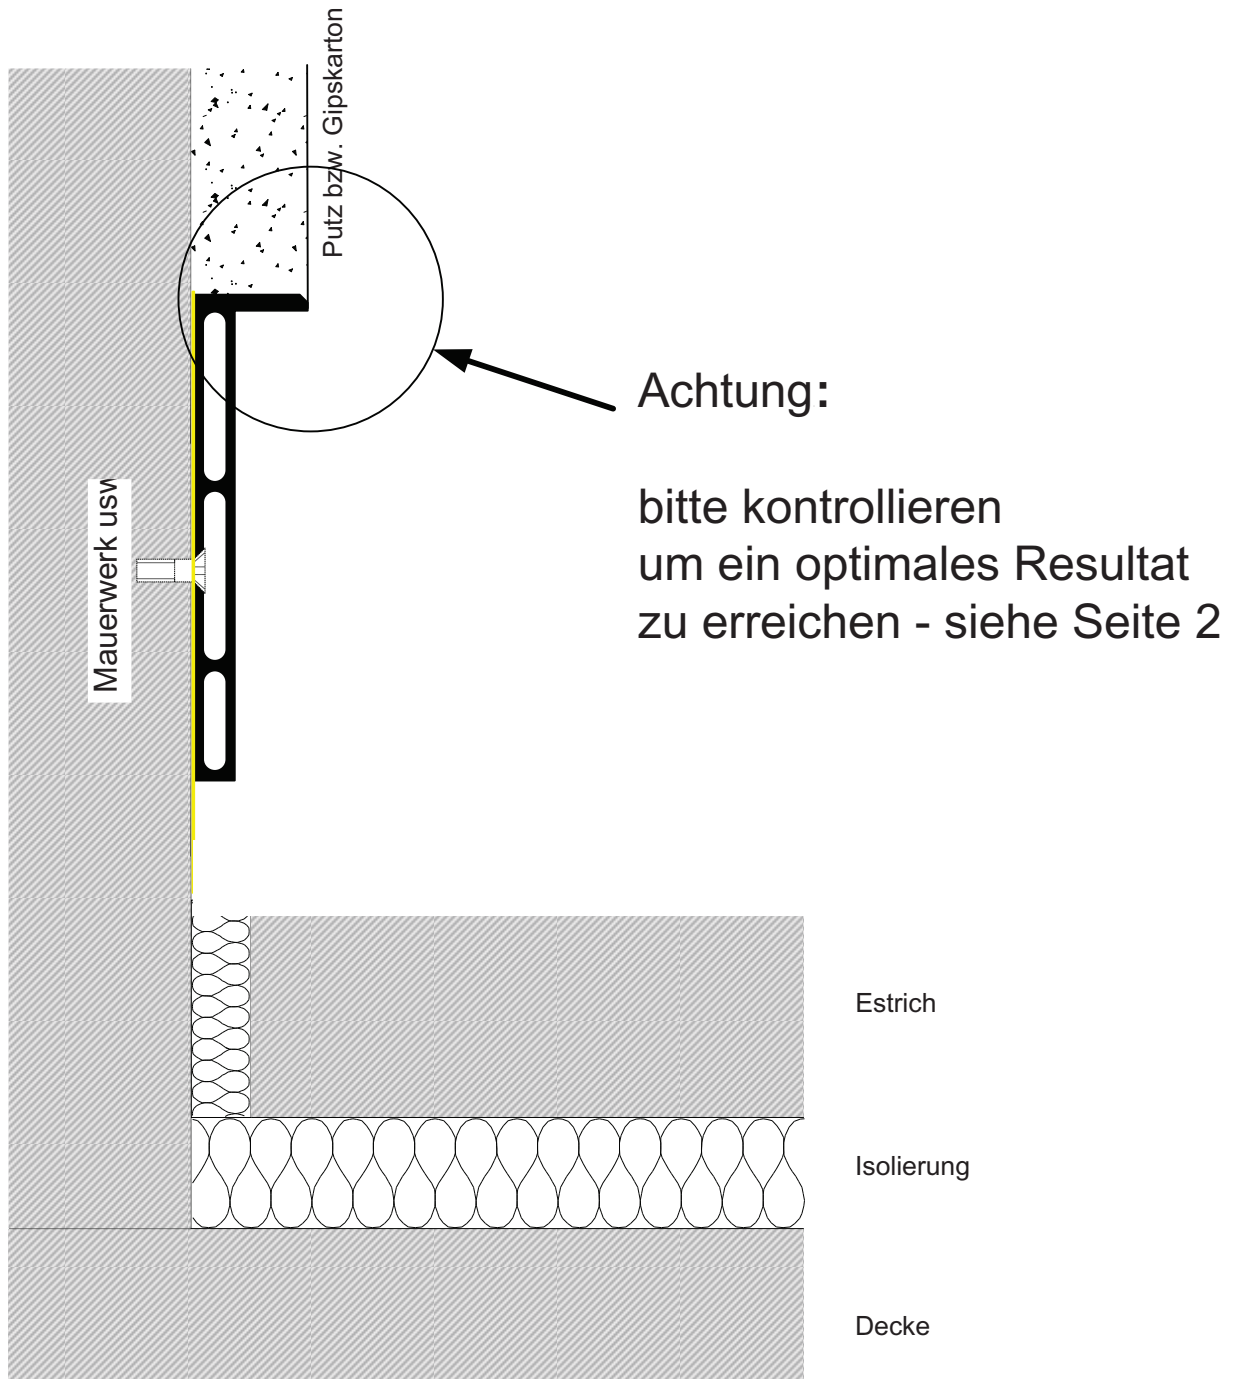 Putz bzw. Gipskarton
Achtung:
bitte kontrollieren
um ein optimales Resultat
zu erreichen - siehe Seite 2
Mauerwerk usw
Estrich
Isolierung
Decke